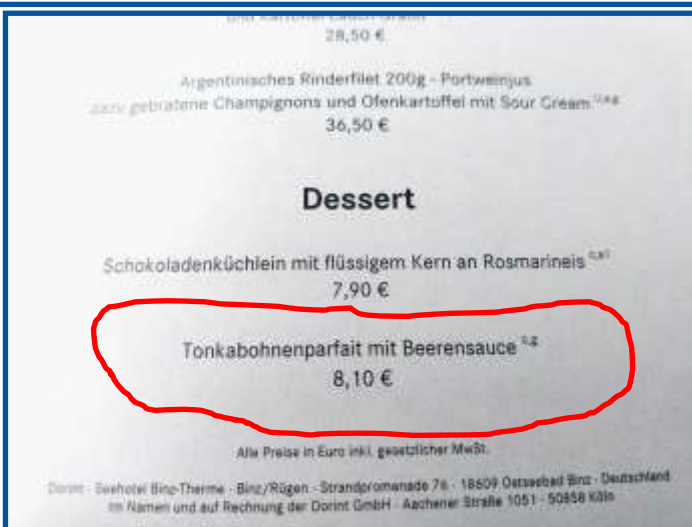 28,50 €
Argentinisches Rinderfilet 200g - Portweinjus
dazu gebratene Champignons und Ofenkartoffel mit Sour Cream
36,50 €
Dessert
Schokoladenküchlein mit flüssigem Kern an Rosmarineis
7,90 €
Tonkabohnenparfait mit Beerensauce
8,10 €
Alle Preise in Euro inkl. gesetzlicher MwSt.
Dorint · Seehotel Binz-Therme · Binz/Rügen · Strandpromenade 76 · 18609 Ostseebad Binz · Deutschland
Im Namen und auf Rechnung der Dorint GmbH · Aachener Straße 1051 · 50858 Köln